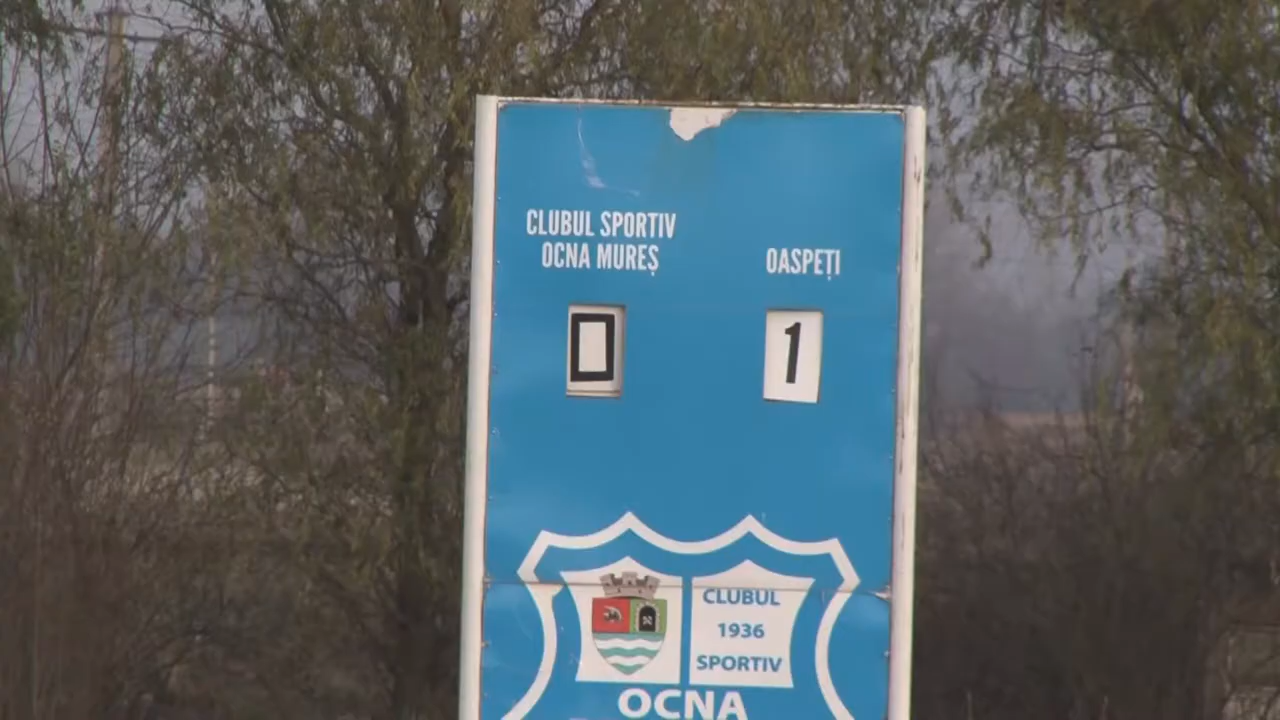 CLUBUL SPORTIV
OCNA MUREȘ
OASPEȚI
0 1
CLUBUL
1936
SPORTIV
OCNA